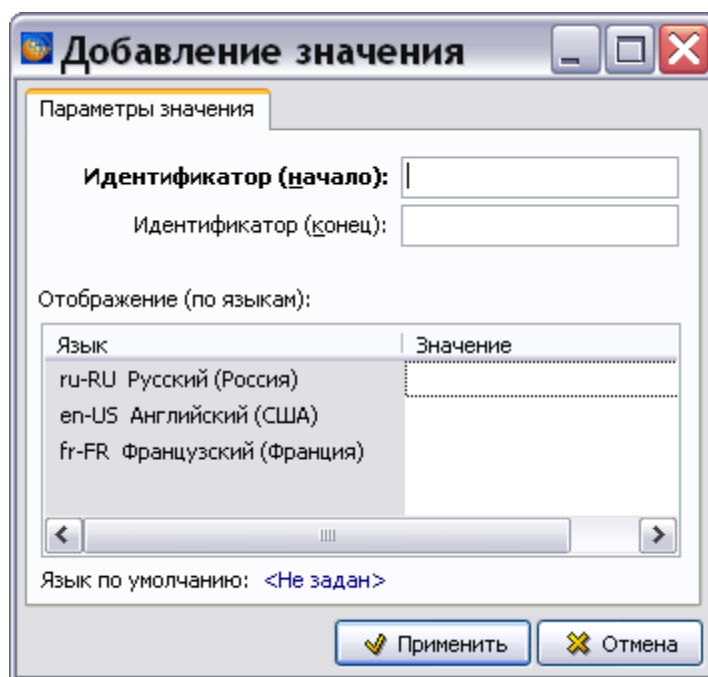 Добавление значения
Параметры значения
Идентификатор (начало):
Идентификатор (конец):
Отображение (по языкам):
Язык Значение
ru-RU Русский (Россия)
en-US Английский (США)
fr-FR Французский (Франция)
Язык по умолчанию: <Не задан>
Применить Отмена